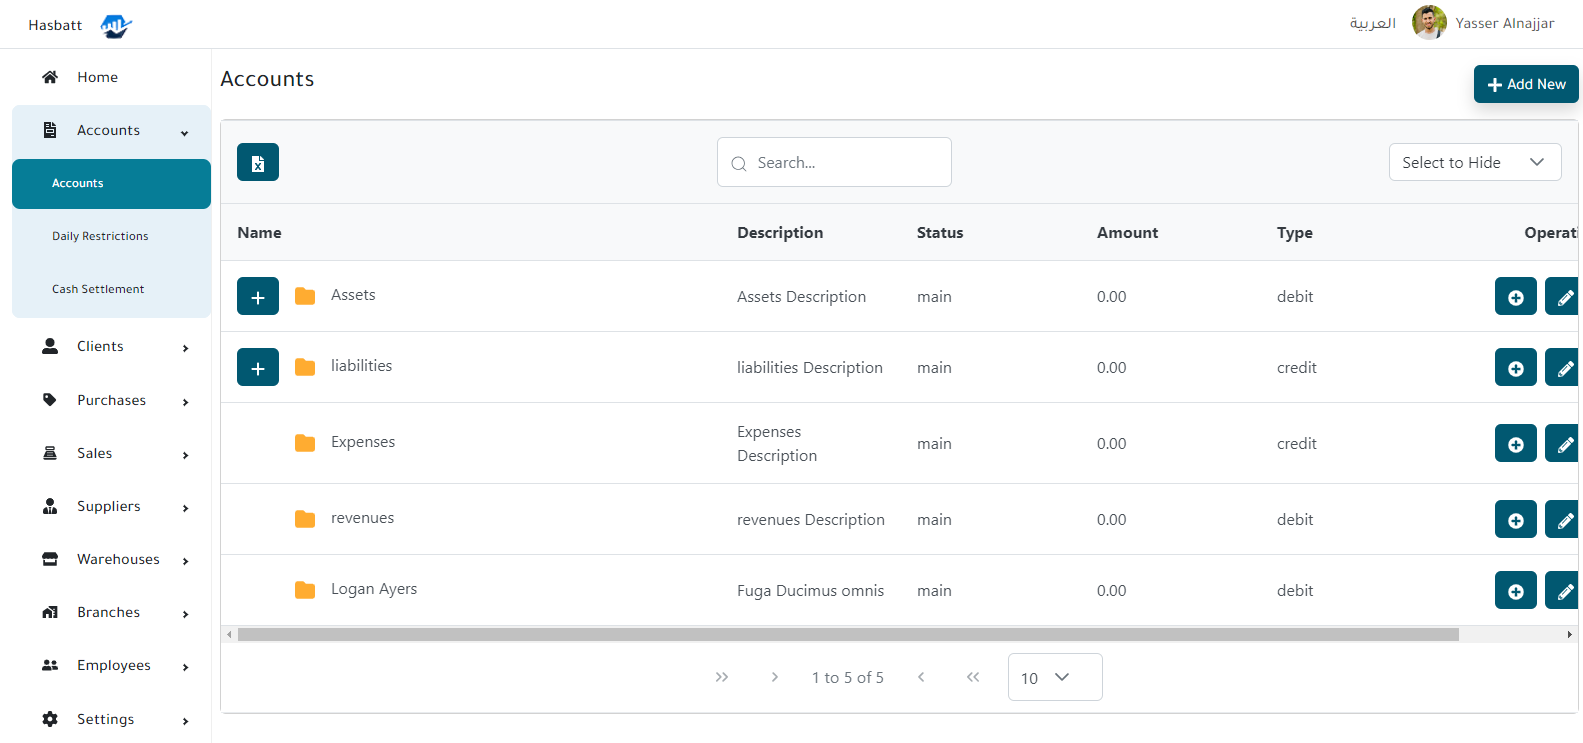 Hasbatt
العربية
Yasser Alnajjar
Home
Accounts
Accounts
Daily Restrictions
Cash Settlement
Clients
Purchases
Sales
Suppliers
Warehouses
Branches
Employees
Settings
Accounts
Add New
Search...
Select to Hide
Name Description Status Amount Type Operati
Assets Assets Description main 0.00 debit
liabilities liabilities Description main 0.00 credit
Expenses Expenses Description main 0.00 credit
revenues revenues Description main 0.00 debit
Logan Ayers Fuga Ducimus omnis main 0.00 debit
1 to 5 of 5
10